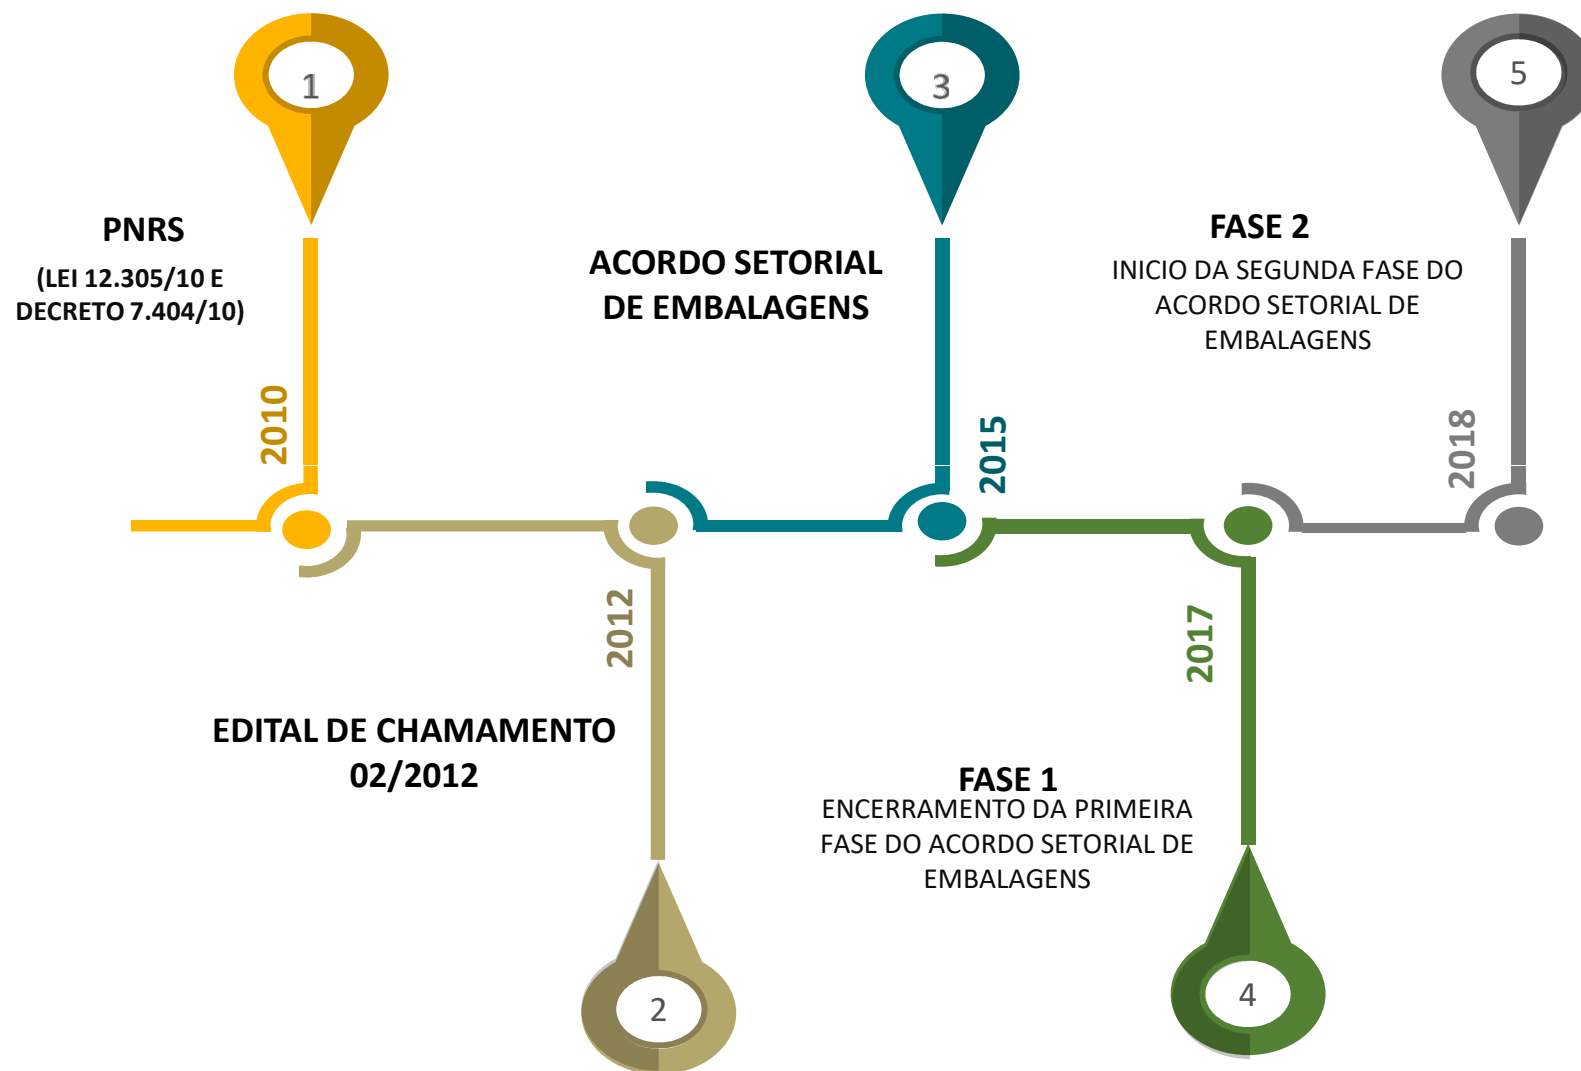 1
PNRS
(LEI 12.305/10 E
DECRETO 7.404/10)
2010
2
EDITAL DE CHAMAMENTO
02/2012
2012
3
ACORDO SETORIAL
DE EMBALAGENS
2015
4
FASE 1
ENCERRAMENTO DA PRIMEIRA
FASE DO ACORDO SETORIAL DE
EMBALAGENS
2017
5
FASE 2
INICIO DA SEGUNDA FASE DO
ACORDO SETORIAL DE
EMBALAGENS
2018